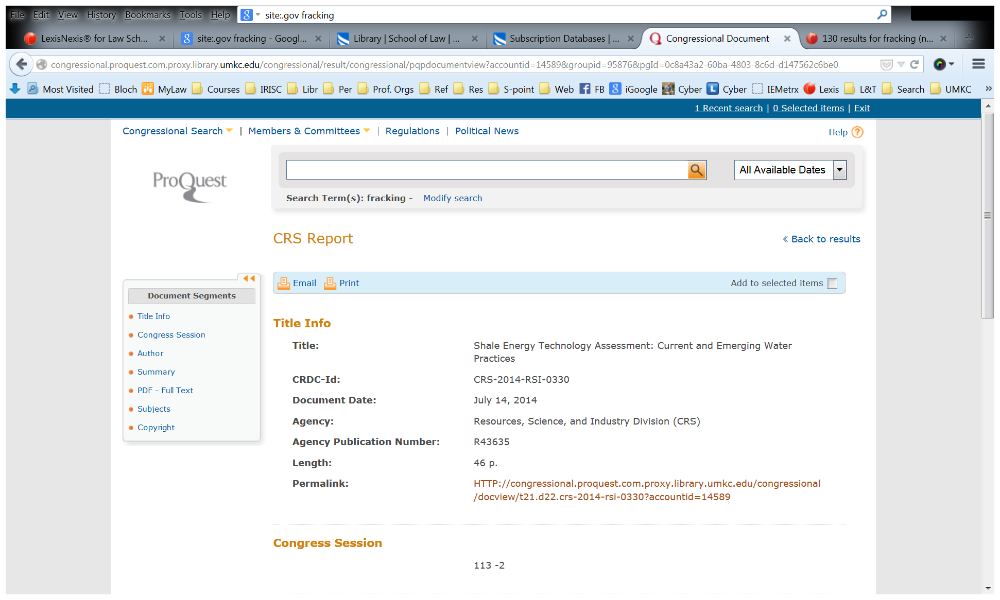 File Edit View History Bookmarks Tools Help site:.gov fracking
LexisNexis® for Law Sch... site:.gov fracking - Googl... Library | School of Law | ... Subscription Databases | ... Congressional Document 130 results for fracking (n...
congressional.proquest.com.proxy.library.umkc.edu/congressional/result/congressional/pqpdocumentview?accountid=14589&groupid=95876&pgId=0c8a43a2-60ba-4803-8c6d-d147562c6be0
Most Visited Bloch MyLaw Courses IRISC Libr Per Prof. Orgs Ref Res S-point Web FB iGoogle Cyber Cyber IEMetrx Lexis L&T Search UMKC »
1 Recent search | 0 Selected items | Exit
Congressional Search | Members & Committees | Regulations | Political News
Help ?
All Available Dates
ProQuest
Search Term(s): fracking - Modify search
CRS Report
« Back to results
Email Print Add to selected items
Document Segments
Title Info
Congress Session
Author
Summary
PDF - Full Text
Subjects
Copyright
Title Info
Title: Shale Energy Technology Assessment: Current and Emerging Water
Practices
CRDC-Id: CRS-2014-RSI-0330
Document Date: July 14, 2014
Agency: Resources, Science, and Industry Division (CRS)
Agency Publication Number: R43635
Length: 46 p.
Permalink: HTTP://congressional.proquest.com.proxy.library.umkc.edu/congressional
/docview/t21.d22.crs-2014-rsi-0330?accountid=14589
Congress Session
113 -2